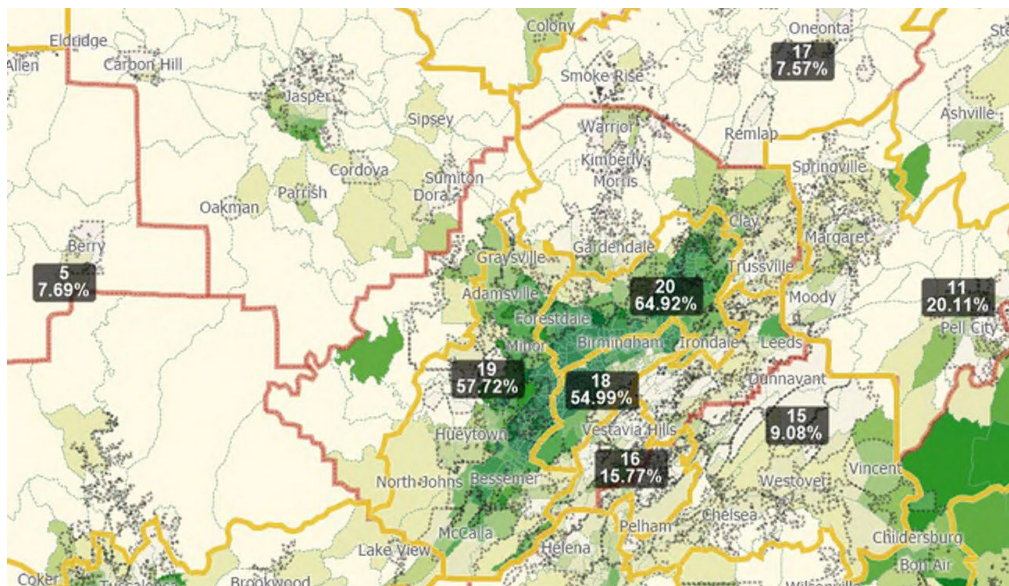 Colony
Oneonta
17
7.57%
Eldridge
Allen
Carbon Hill
Smoke Rise
Jasper
Sipsey
Warrior
Ashville
Remlap
Kimberly
Springville
Cordova
Sumiton
Morris
Parrish
Dora
Oakman
Clay
Berry
Gardendale
Margaret
Graysville
Trussville
5
7.69%
20
64.92%
11
20.11%
Adamsville
Moody
Forestdale
Pell City
Minor
Birmingham
Irondale
Leeds
19
57.72%
18
54.99%
Dunnavant
15
9.08%
Hueytown
Vestavia Hills
16
15.77%
Vincent
North Johns
Bessemer
Westover
Chelsea
McCalla
Pelham
Childersburg
Lake View
Helena
Bon Air
Coker
Brookwood